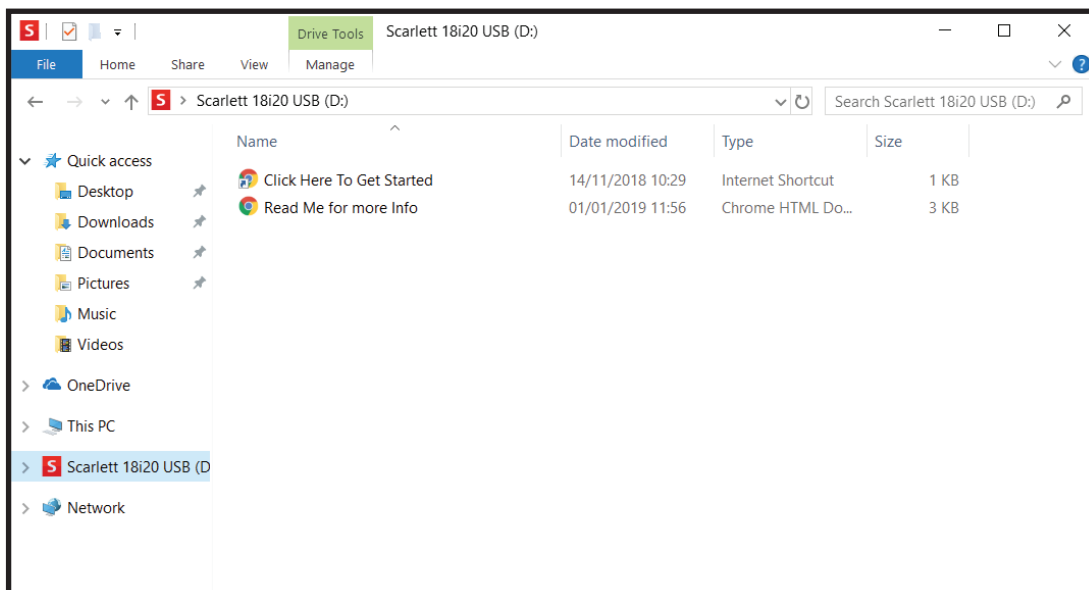 S
Drive Tools Scarlett 18i20 USB (D:)
File Home Share View Manage
?
S > Scarlett 18i20 USB (D:)
Search Scarlett 18i20 USB (D:)
Name Date modified Type Size
Quick access
Click Here To Get Started 14/11/2018 10:29 Internet Shortcut 1 KB
Desktop
Read Me for more Info 01/01/2019 11:56 Chrome HTML Do... 3 KB
Downloads
Documents
Pictures
Music
Videos
OneDrive
This PC
S Scarlett 18i20 USB (D
Network